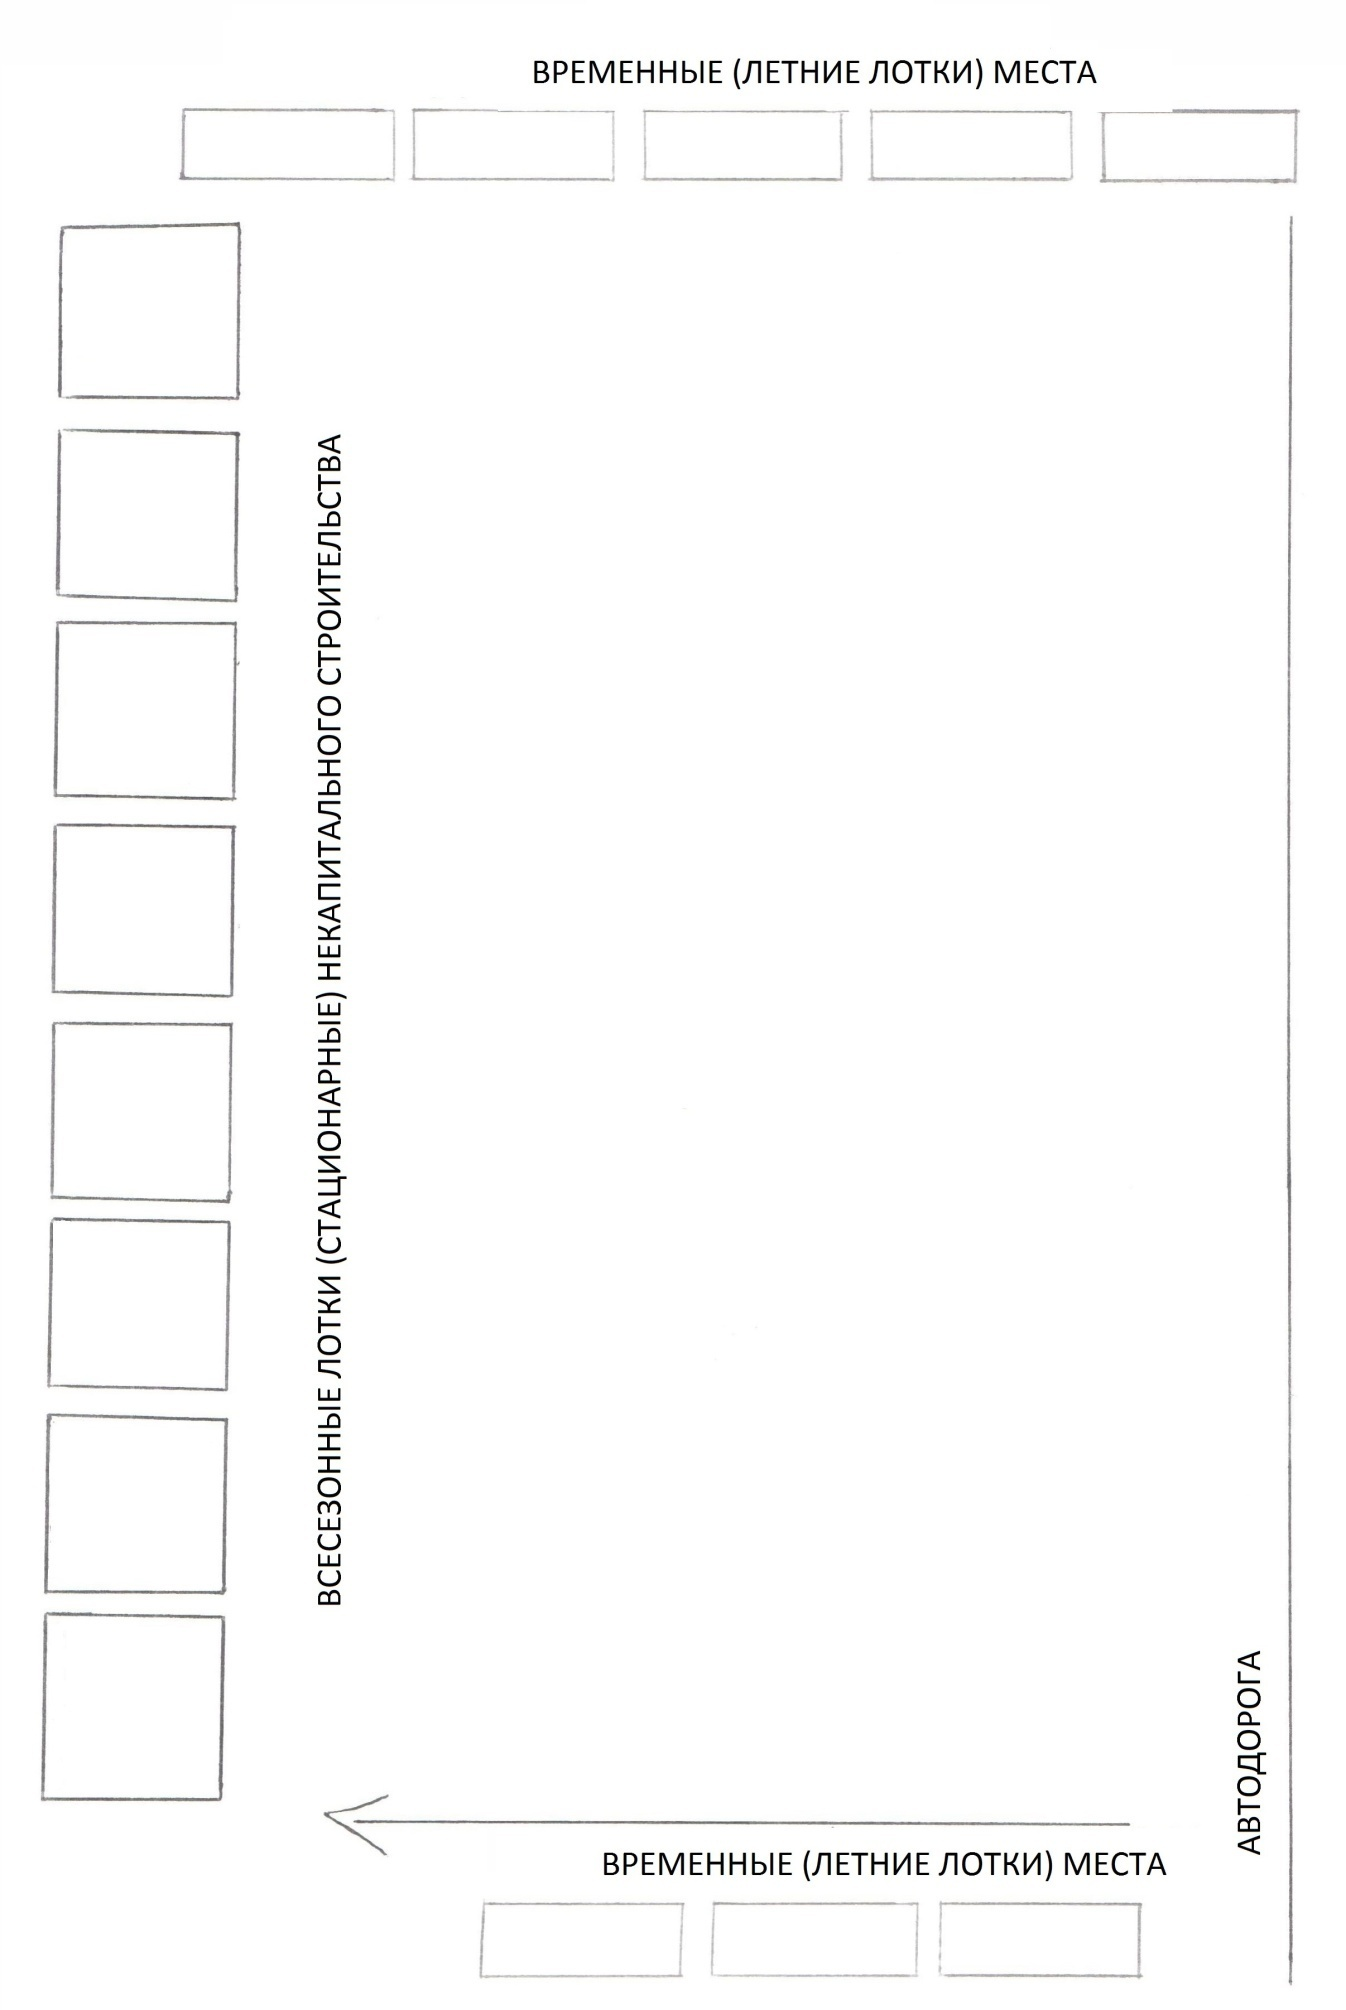 ВРЕМЕННЫЕ (ЛЕТНИЕ ЛОТКИ) МЕСТА
ВСЕСЕЗОННЫЕ ЛОТКИ (СТАЦИОНАРНЫЕ) НЕКАПИТАЛЬНОГО СТРОИТЕЛЬСТВА
АВТОДОРОГА
ВРЕМЕННЫЕ (ЛЕТНИЕ ЛОТКИ) МЕСТА